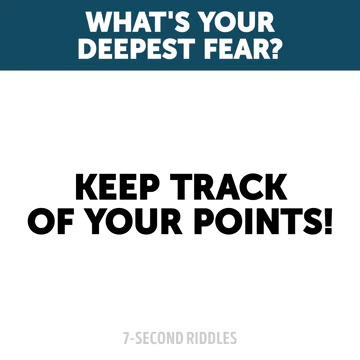 WHAT'S YOUR
DEEPEST FEAR?
KEEP TRACK
OF YOUR POINTS!
7-SECOND RIDDLES